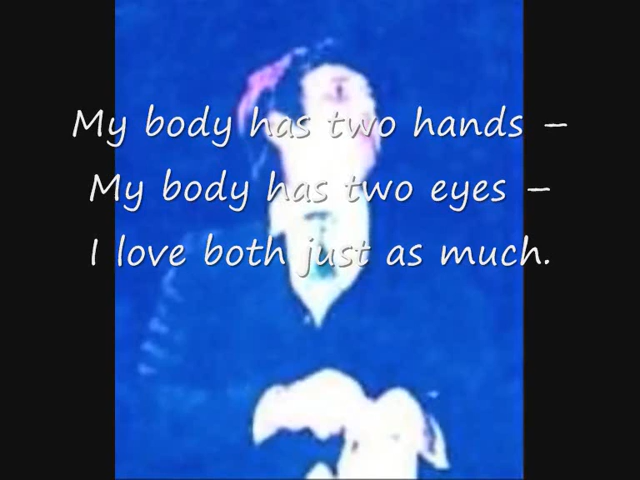 My body has two hands –
My body has two eyes –
I love both just as much.